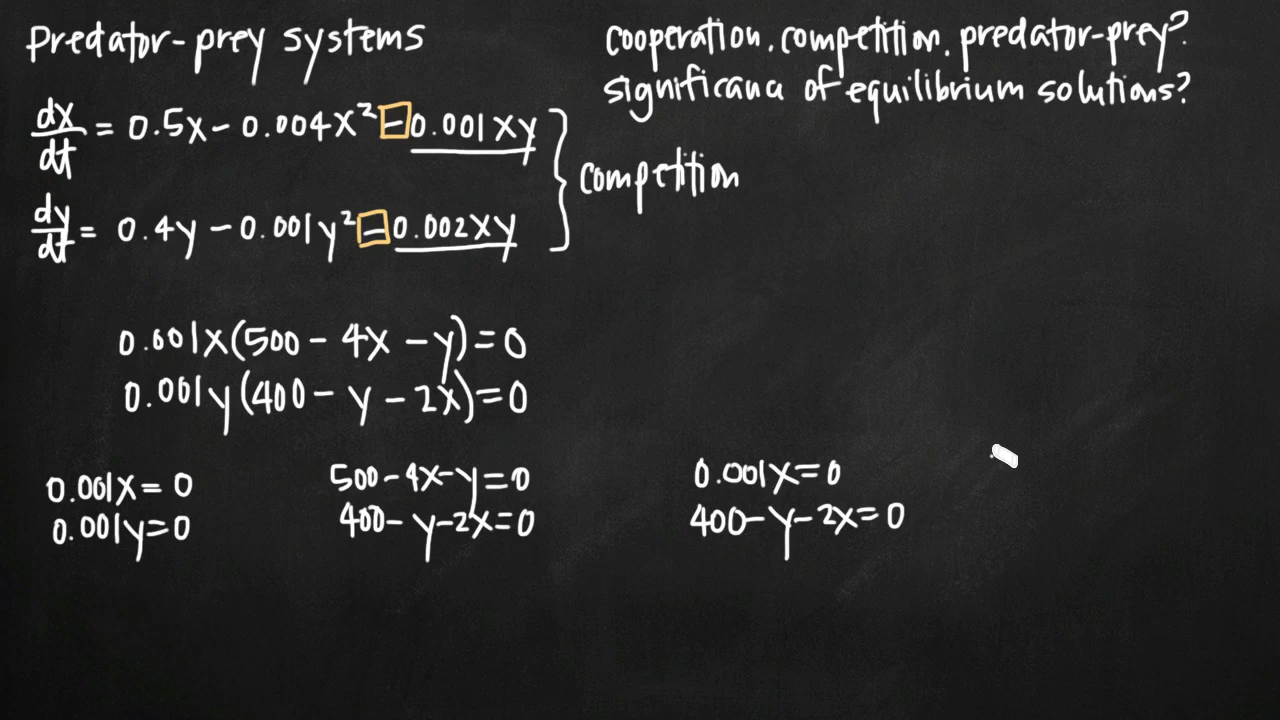 predator-prey systems
cooperation, competition, predator-prey?
significance of equilibrium solutions?
dx/dt = 0.5x - 0.004x² - 0.001xy
competition
dy/dt = 0.4y - 0.001y² - 0.002xy
0.001x(500 - 4x - y) = 0
0.001y(400 - y - 2x) = 0
0.001x = 0
0.001y = 0
500 - 4x - y = 0
400 - y - 2x = 0
0.001x = 0
400 - y - 2x = 0